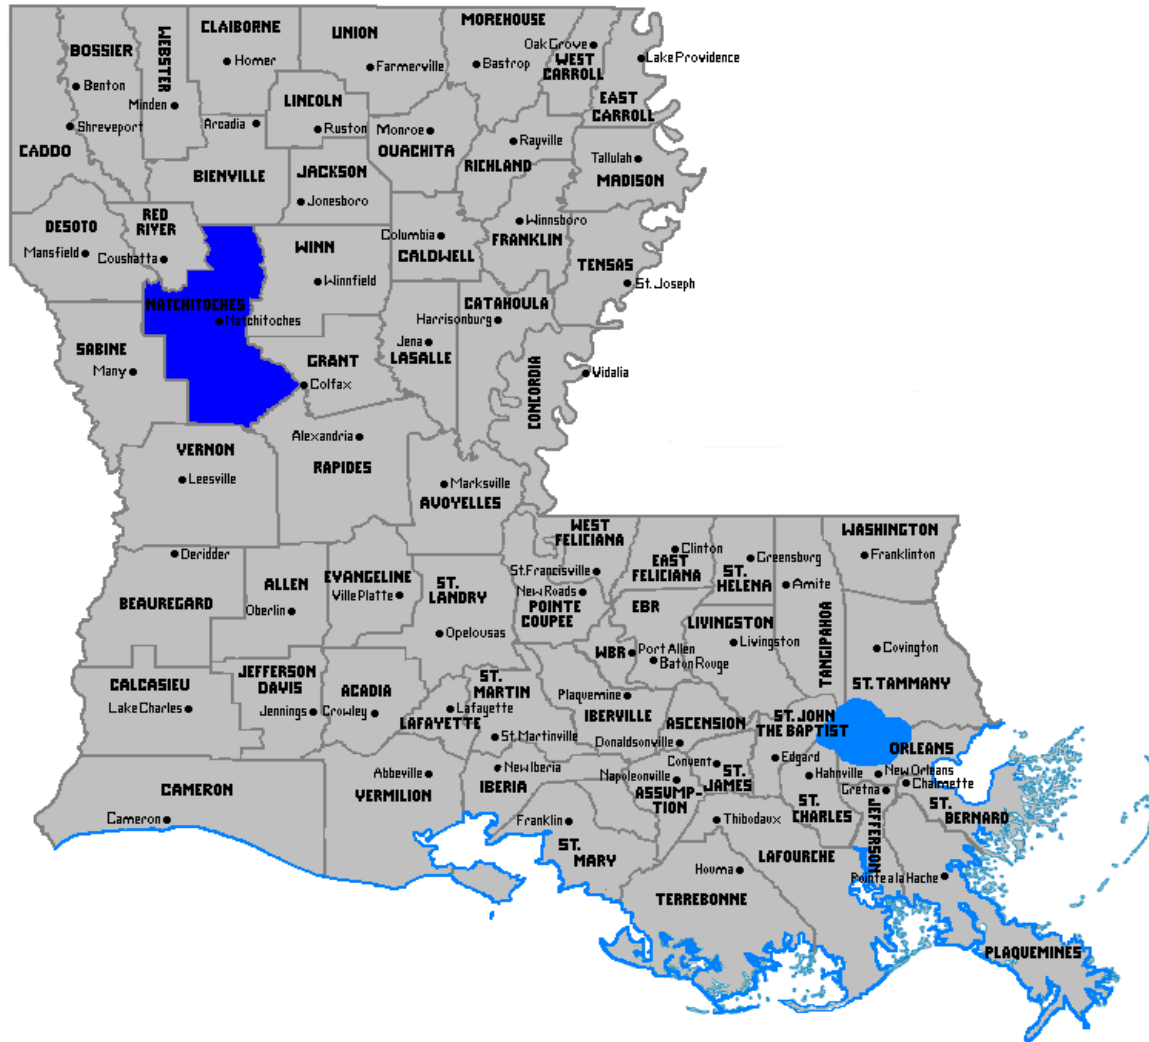 CLAIBORNE
UNION
MOREHOUSE
BOSSIER
WEBSTER
Homer
Farmerville
Bastrop
Oak Grove
WEST
CARROLL
Lake Providence
Benton
Minden
LINCOLN
EAST
CARROLL
Shreveport
Arcadia
Ruston
Monroe
OUACHITA
Rayville
CADDO
BIENVILLE
JACKSON
RICHLAND
Tallulah
MADISON
Jonesboro
DESOTO
RED
RIVER
Winnsboro
FRANKLIN
Mansfield
Coushatta
WINN
Columbia
CALDWELL
TENSAS
Winnfield
St. Joseph
NATCHITOCHES
Natchitoches
CATAHOULA
Harrisonburg
SABINE
Many
GRANT
Colfax
Jena
LASALLE
CONCORDIA
Vidalia
VERNON
Leesville
Alexandria
RAPIDES
Marksville
AVOYELLES
WEST
FELICIANA
WASHINGTON
Franklinton
Deridder
BEAUREGARD
ALLEN
Oberlin
EVANGELINE
Ville Platte
ST.
LANDRY
St. Francisville
New Roads
POINTE
COUPEE
Clinton
EAST
FELICIANA
Greensburg
ST.
HELENA
Amite
Opelousas
EBR
LIVINGSTON
Livingston
TANGIPAHOA
Covington
WBR
Port Allen
Baton Rouge
ST. TAMMANY
CALCASIEU
Lake Charles
JEFFERSON
DAVIS
Jennings
ACADIA
Crowley
ST.
MARTIN
Lafayette
LAFAYETTE
St. Martinville
Plaquemine
IBERVILLE
ASCENSION
Donaldsonville
ST. JOHN
THE BAPTIST
Edgard
ORLEANS
New Orleans
CAMERON
Cameron
Abbeville
VERMILION
New Iberia
IBERIA
Napoleonville
ASSUMP-
TION
Convent
ST.
JAMES
Hahnville
ST.
CHARLES
Gretna
Chalmette
ST.
BERNARD
Franklin
ST.
MARY
Thibodaux
LAFOURCHE
JEFFERSON
Houma
TERREBONNE
Pointe a la Hache
PLAQUEMINES